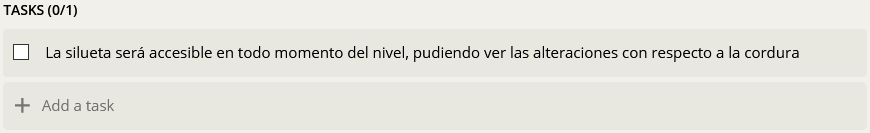 TASKS (0/1)
La silueta será accesible en todo momento del nivel, pudiendo ver las alteraciones con respecto a la cordura
Add a task